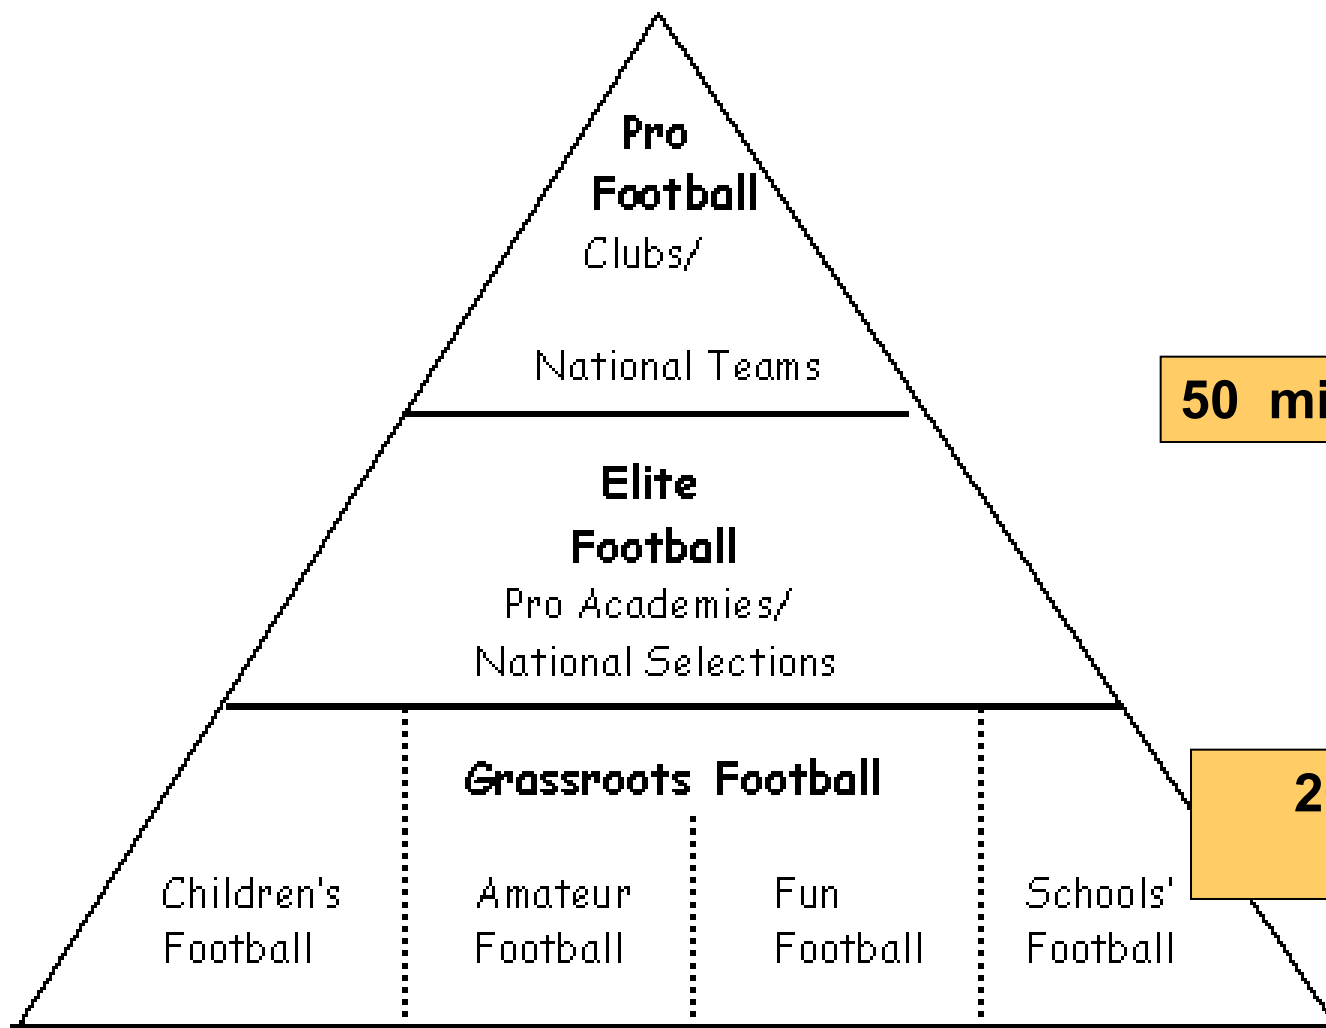 Pro
Football
Clubs/
National Teams
50
Elite
Football
Pro Academies/
National Selections
Grassroots Football
2
Children's
Football
Amateur
Football
Fun
Football
Schools'
Football